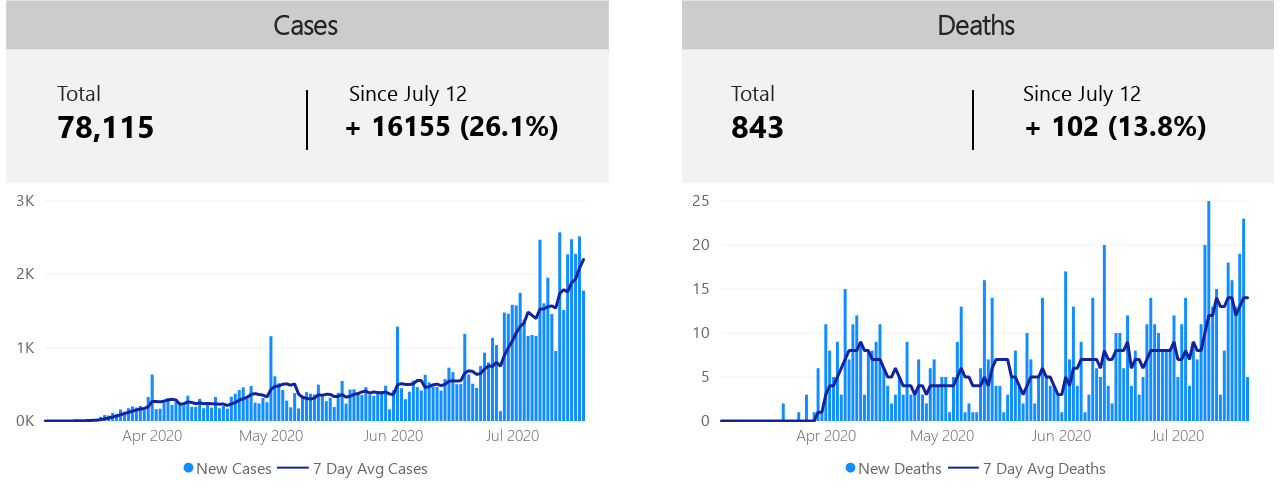 Cases
Total
78,115
Since July 12
+ 16155 (26.1%)
3K
2K
1K
0K
Apr 2020 May 2020 Jun 2020 Jul 2020
New Cases 7 Day Avg Cases
Deaths
Total
843
Since July 12
+ 102 (13.8%)
25
20
15
10
5
0
Apr 2020 May 2020 Jun 2020 Jul 2020
New Deaths 7 Day Avg Deaths